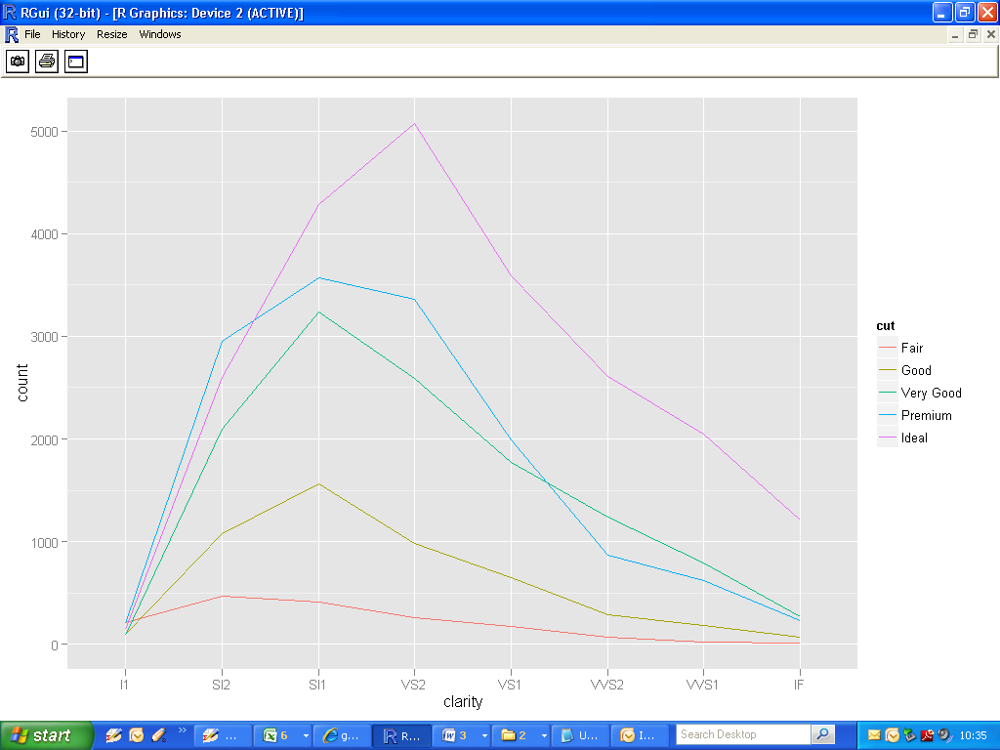 RGui (32-bit) - [R Graphics: Device 2 (ACTIVE)]
File History Resize Windows
5000
4000
3000
2000
1000
0
count
I1 SI2 SI1 VS2 VS1 VVS2 VVS1 IF
clarity
cut
Fair
Good
Very Good
Premium
Ideal
start ... 6 g... R... 3 2 U... I... Search Desktop 10:35